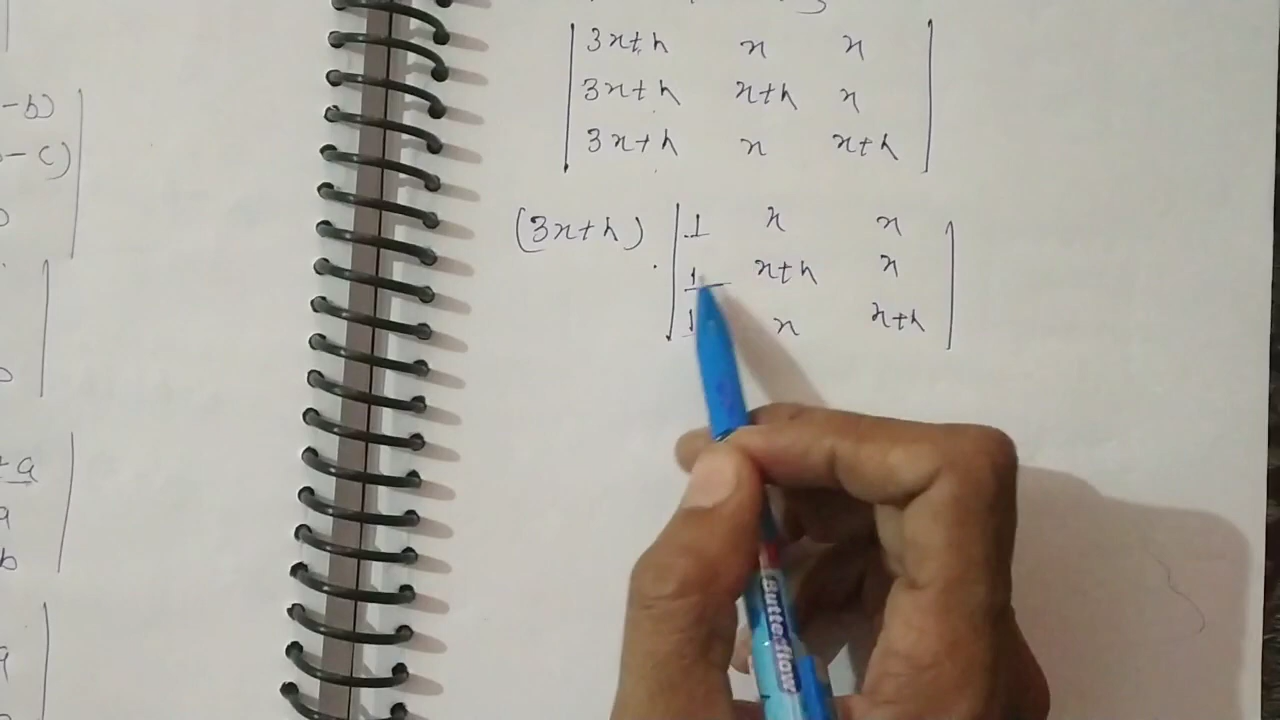 -b)
-c)
+a
a
b
a
| 3x+h x x |
| 3x+h x+h x |
| 3x+h x x+h |
(3x+h) . | 1 x x |
| 1 x+h x |
| 1 x x+h |
Butterflow